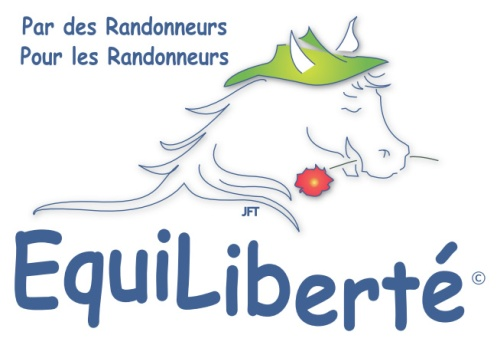 Par des Randonneurs
Pour les Randonneurs
JFT
EquiLiberté ©